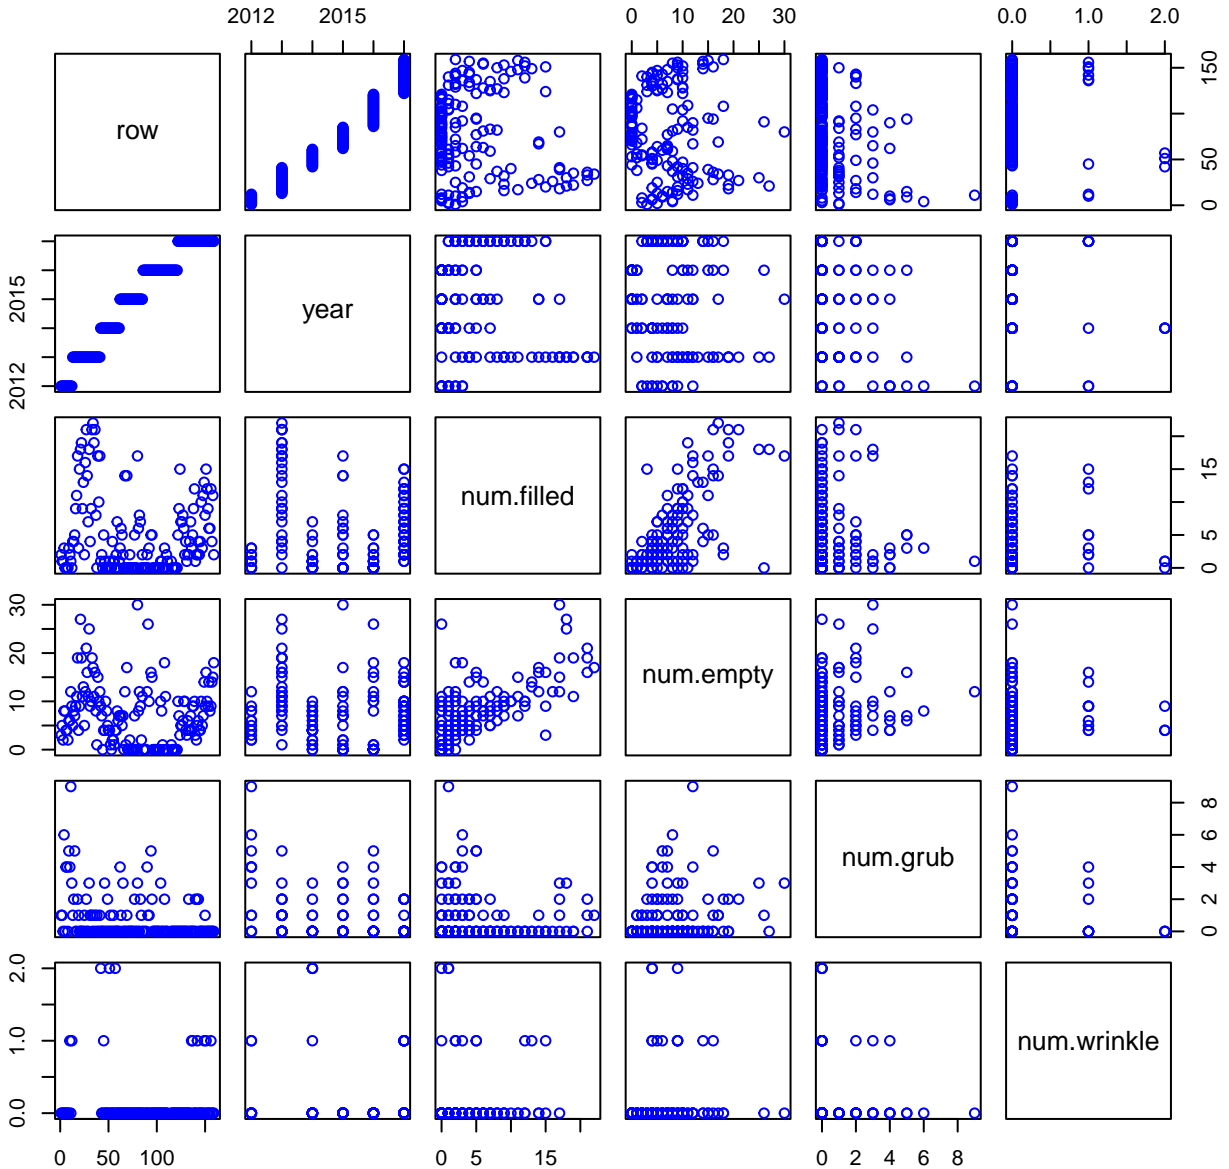 2012 2015 0 10 20 30 0.0 1.0 2.0
row 0 50 150
2012 2015 year
num.filled 0 5 15
0 10 20 30 num.empty
num.grub 0 2 4 6 8
0.0 1.0 2.0 num.wrinkle
0 50 100 0 5 15 0 2 4 6 8